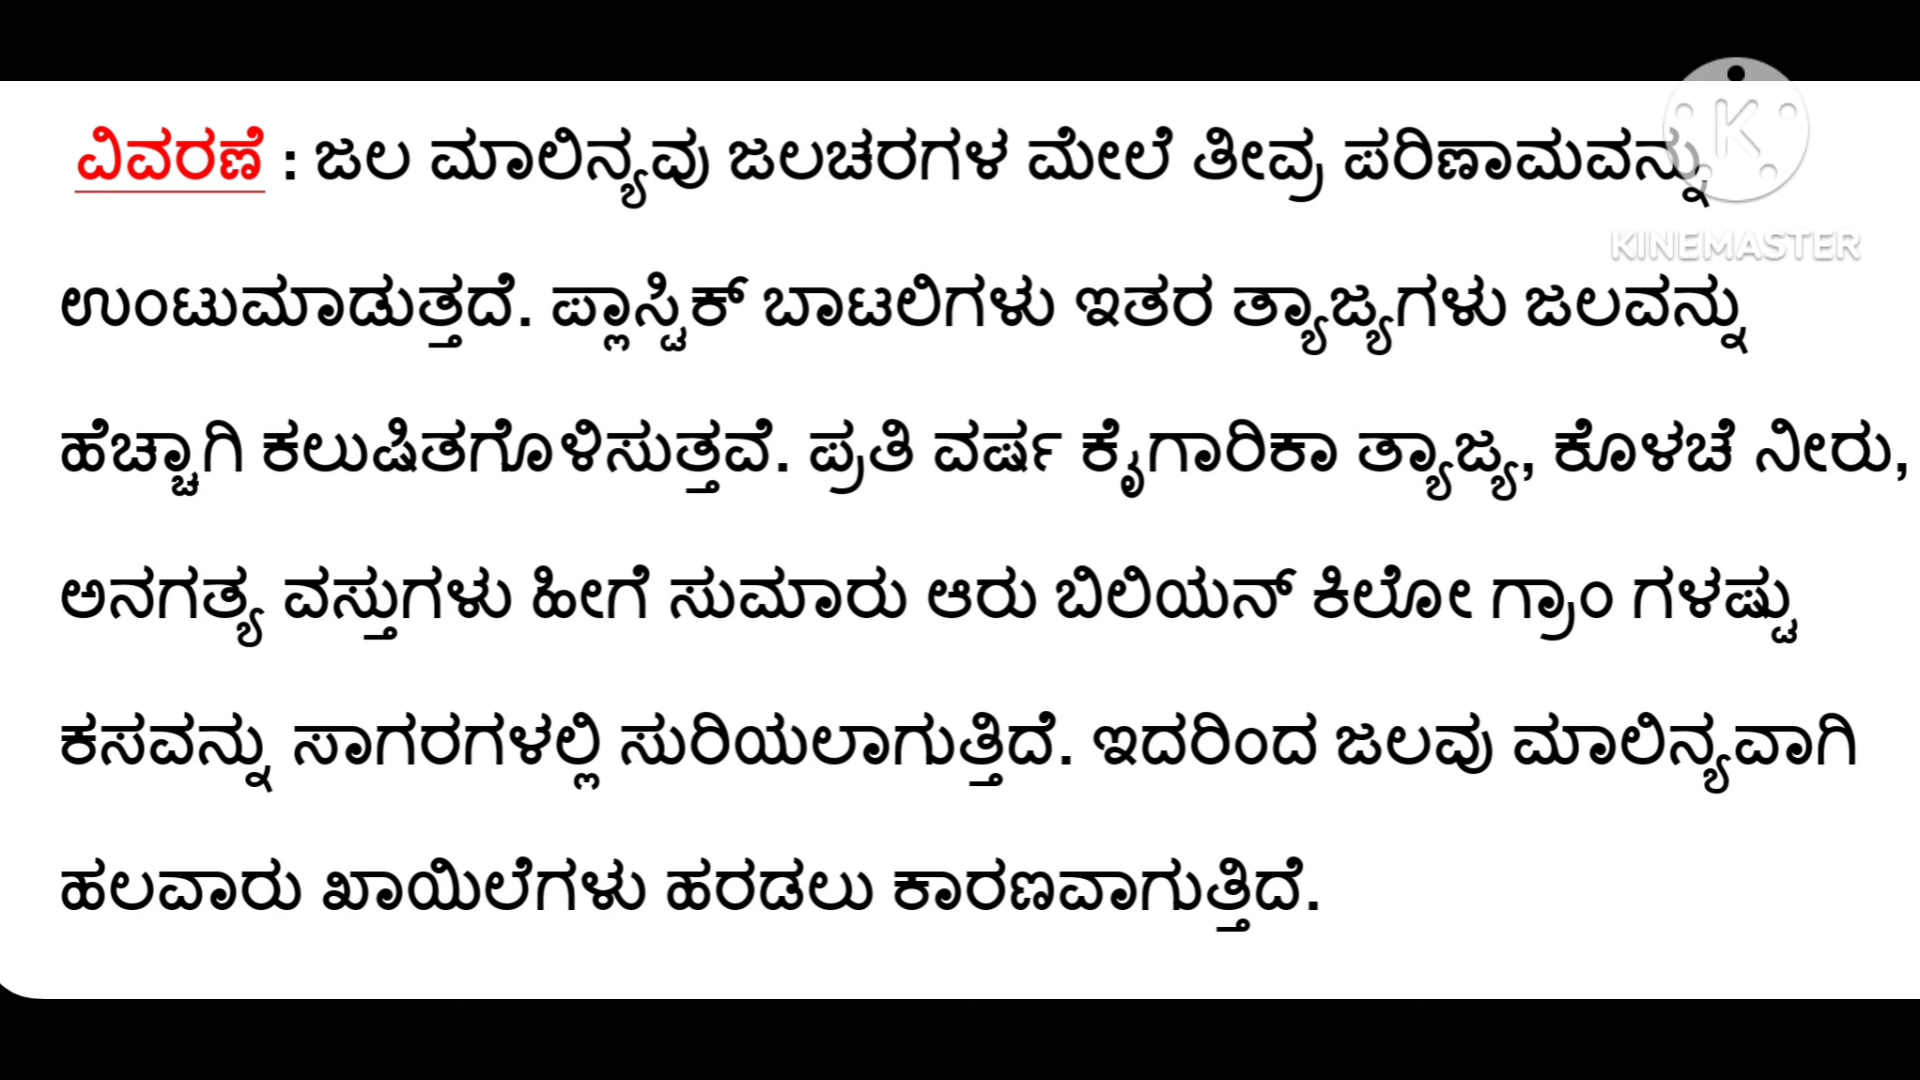 ವಿವರಣೆ : ಜಲ ಮಾಲಿನ್ಯವು ಜಲಚರಗಳ ಮೇಲೆ ತೀವ್ರ ಪರಿಣಾಮವನ್ನು
KINEMASTER
ಉಂಟುಮಾಡುತ್ತದೆ. ಪ್ಲಾಸ್ಟಿಕ್ ಬಾಟಲಿಗಳು ಇತರ ತ್ಯಾಜ್ಯಗಳು ಜಲವನ್ನು
ಹೆಚ್ಚಾಗಿ ಕಲುಷಿತಗೊಳಿಸುತ್ತವೆ. ಪ್ರತಿ ವರ್ಷ ಕೈಗಾರಿಕಾ ತ್ಯಾಜ್ಯ, ಕೊಳಚೆ ನೀರು,
ಅನಗತ್ಯ ವಸ್ತುಗಳು ಹೀಗೆ ಸುಮಾರು ಆರು ಬಿಲಿಯನ್ ಕಿಲೋ ಗ್ರಾಂ ಗಳಷ್ಟು
ಕಸವನ್ನು ಸಾಗರಗಳಲ್ಲಿ ಸುರಿಯಲಾಗುತ್ತಿದೆ. ಇದರಿಂದ ಜಲವು ಮಾಲಿನ್ಯವಾಗಿ
ಹಲವಾರು ಖಾಯಿಲೆಗಳು ಹರಡಲು ಕಾರಣವಾಗುತ್ತಿದೆ.